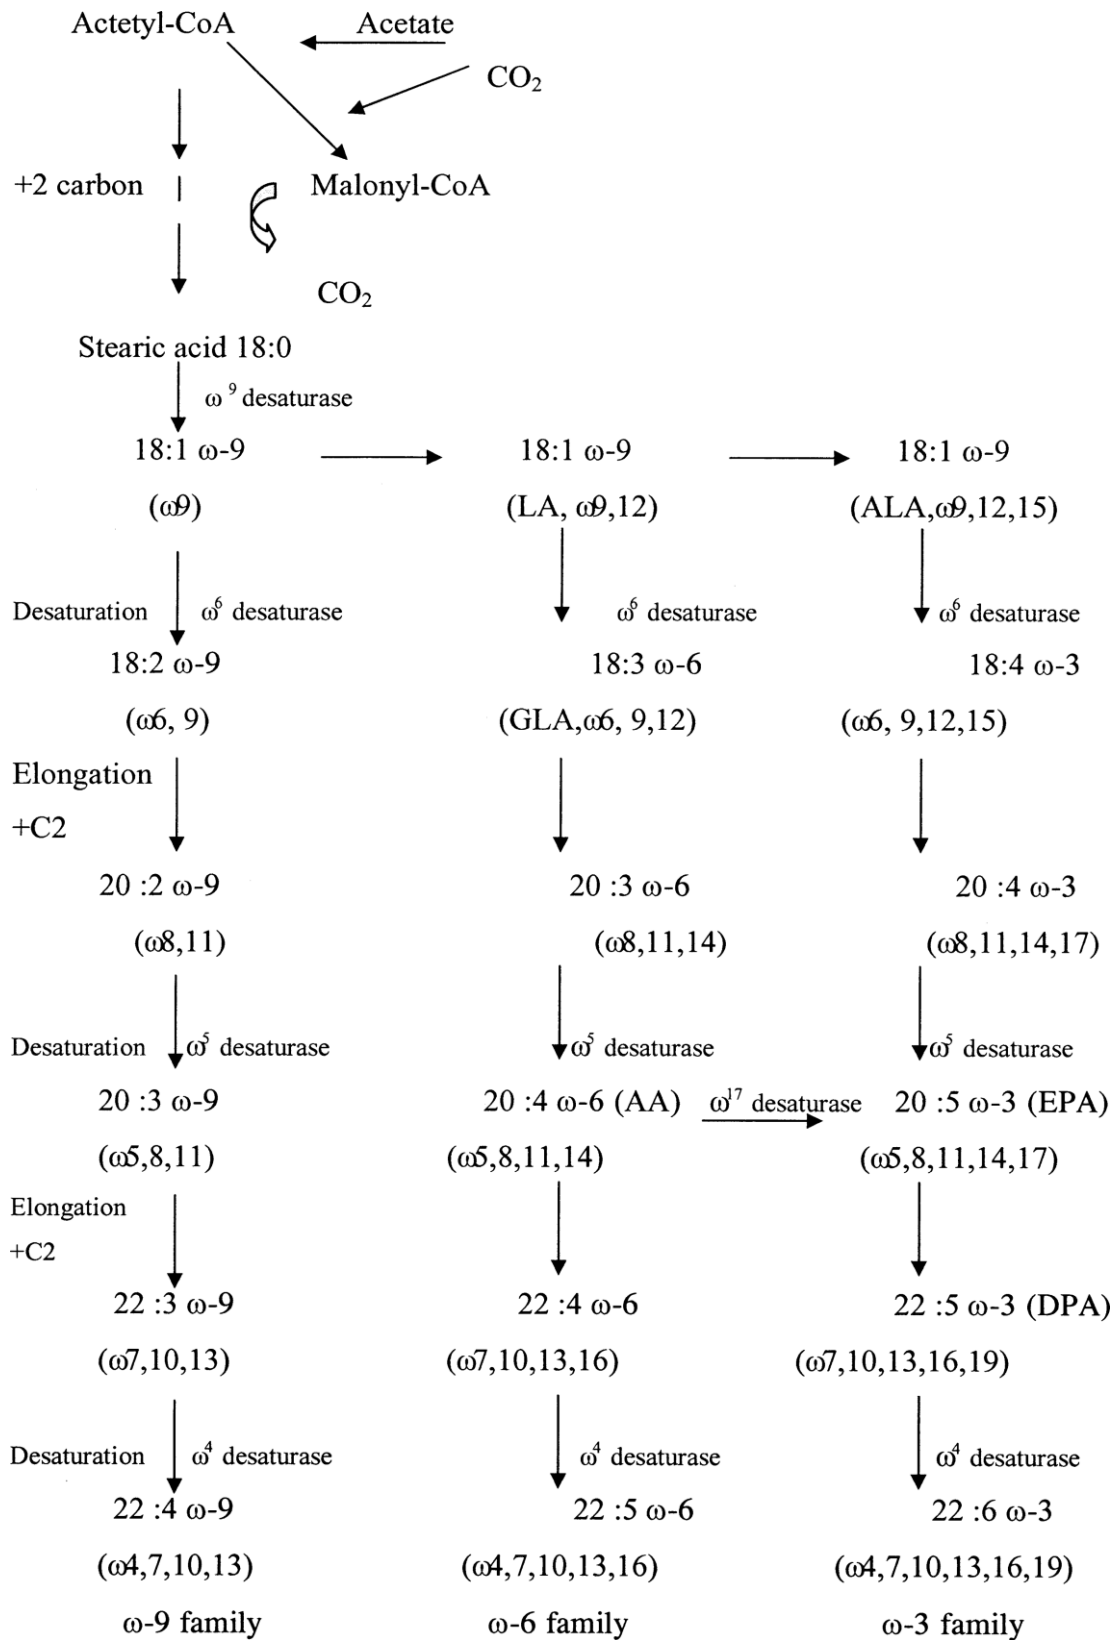 Actetyl-CoA Acetate
CO₂
+2 carbon Malonyl-CoA
CO₂
Stearic acid 18:0
ω⁹ desaturase
18:1 ω-9 18:1 ω-9 18:1 ω-9
(ω9) (LA, ω9,12) (ALA,ω9,12,15)
Desaturation ω⁶ desaturase ω⁶ desaturase ω⁶ desaturase
18:2 ω-9 18:3 ω-6 18:4 ω-3
(ω6, 9) (GLA,ω6, 9,12) (ω6, 9,12,15)
Elongation
+C2
20 :2 ω-9 20 :3 ω-6 20 :4 ω-3
(ω8,11) (ω8,11,14) (ω8,11,14,17)
Desaturation ω⁵ desaturase ω⁵ desaturase ω⁵ desaturase
20 :3 ω-9 20 :4 ω-6 (AA) ω¹⁷ desaturase 20 :5 ω-3 (EPA)
(ω5,8,11) (ω5,8,11,14) (ω5,8,11,14,17)
Elongation
+C2
22 :3 ω-9 22 :4 ω-6 22 :5 ω-3 (DPA)
(ω7,10,13) (ω7,10,13,16) (ω7,10,13,16,19)
Desaturation ω⁴ desaturase ω⁴ desaturase ω⁴ desaturase
22 :4 ω-9 22 :5 ω-6 22 :6 ω-3
(ω4,7,10,13) (ω4,7,10,13,16) (ω4,7,10,13,16,19)
ω-9 family ω-6 family ω-3 family